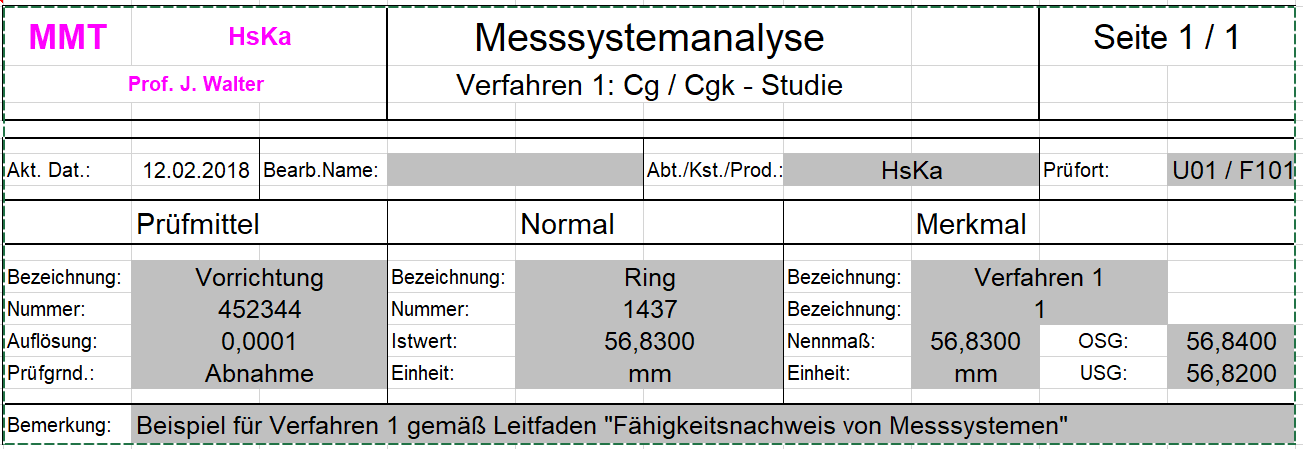 MMT HsKa Messsystemanalyse Seite 1 / 1
Prof. J. Walter Verfahren 1: Cg / Cgk - Studie
Akt. Dat.: 12.02.2018 Bearb.Name: Abt./Kst./Prod.: HsKa Prüfort: U01 / F101
Prüfmittel Normal Merkmal
Bezeichnung: Vorrichtung Bezeichnung: Ring Bezeichnung: Verfahren 1
Nummer: 452344 Nummer: 1437 Bezeichnung: 1
Auflösung: 0,0001 Istwert: 56,8300 Nennmaß: 56,8300 OSG: 56,8400
Prüfgrnd.: Abnahme Einheit: mm Einheit: mm USG: 56,8200
Bemerkung: Beispiel für Verfahren 1 gemäß Leitfaden "Fähigkeitsnachweis von Messsystemen"